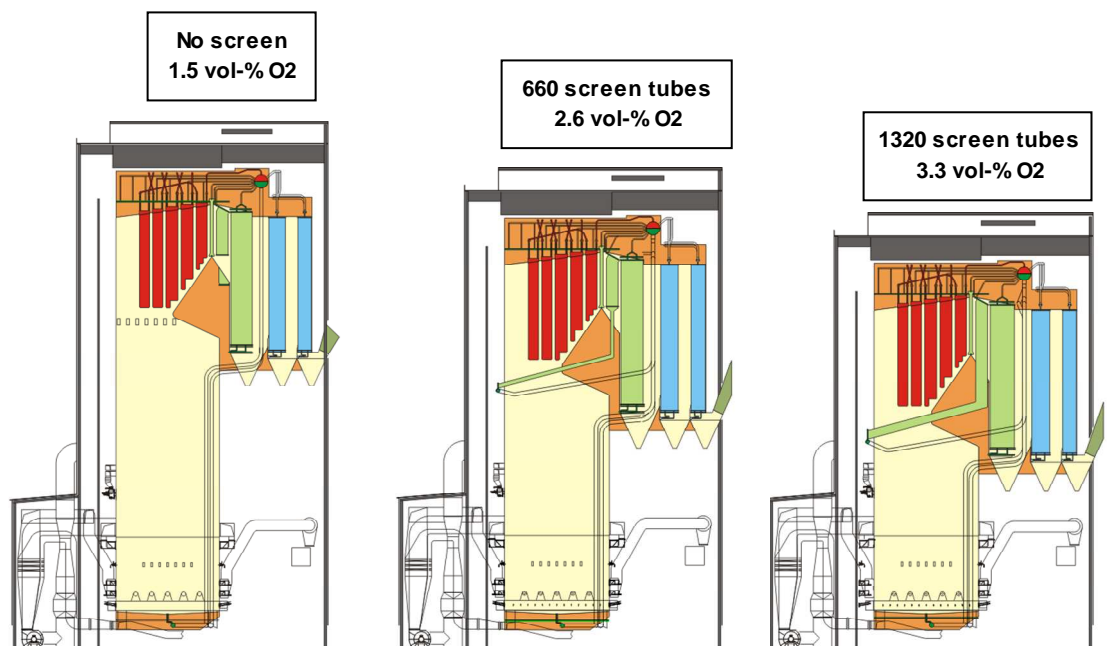 No screen
1.5 vol-% O2
660 screen tubes
2.6 vol-% O2
1320 screen tubes
3.3 vol-% O2